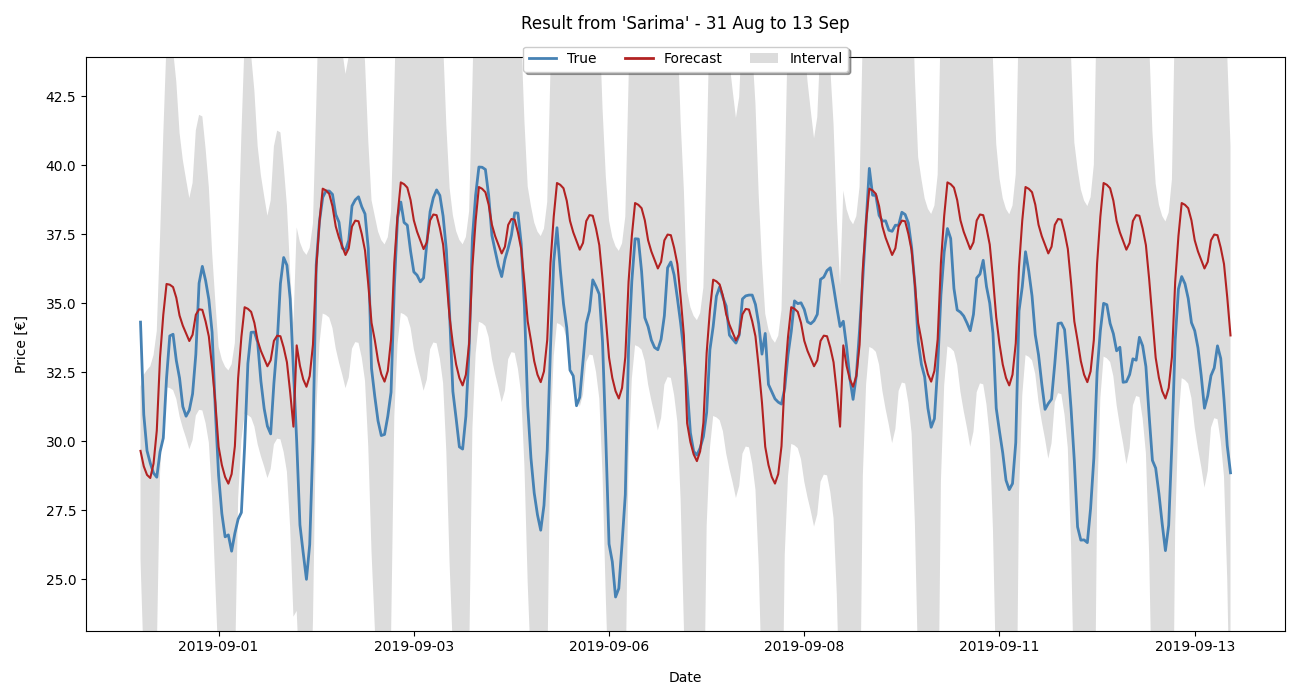 Result from 'Sarima' - 31 Aug to 13 Sep
True Forecast Interval
42.5
40.0
37.5
35.0
32.5
30.0
27.5
25.0
Price [€]
2019-09-01 2019-09-03 2019-09-06 2019-09-08 2019-09-11 2019-09-13
Date